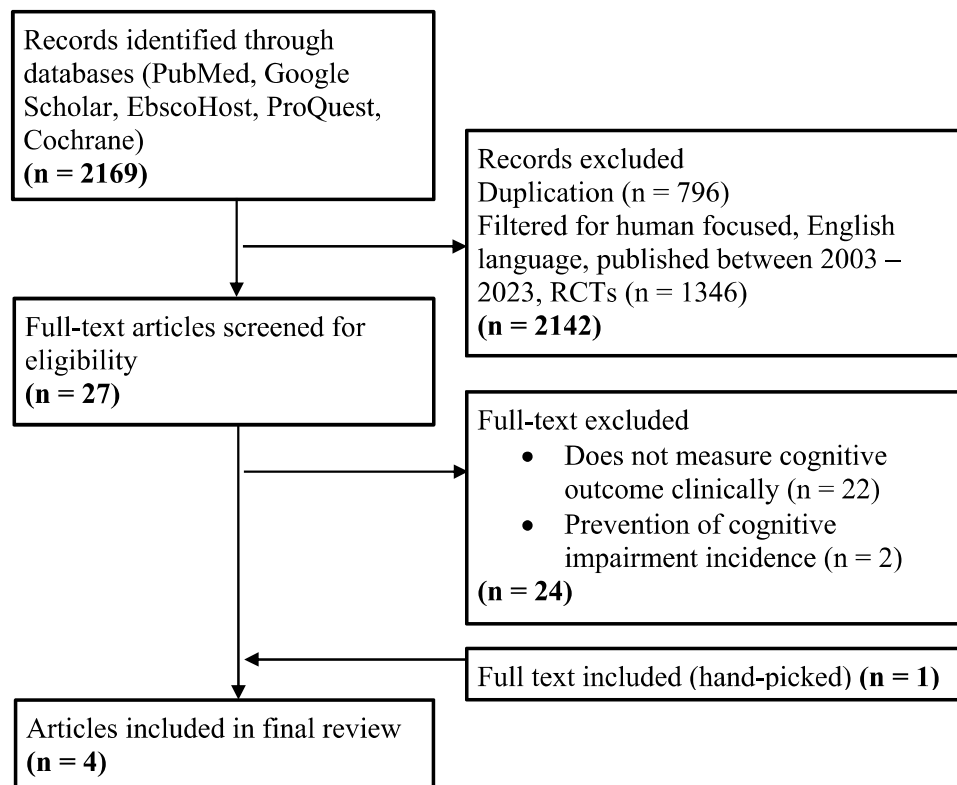 Records identified through
databases (PubMed, Google
Scholar, EbscoHost, ProQuest,
Cochrane)
(n = 2169)
Records excluded
Duplication (n = 796)
Filtered for human focused, English
language, published between 2003 –
2023, RCTs (n = 1346)
(n = 2142)
Full-text articles screened for
eligibility
(n = 27)
Full-text excluded
• Does not measure cognitive
outcome clinically (n = 22)
• Prevention of cognitive
impairment incidence (n = 2)
(n = 24)
Full text included (hand-picked) (n = 1)
Articles included in final review
(n = 4)